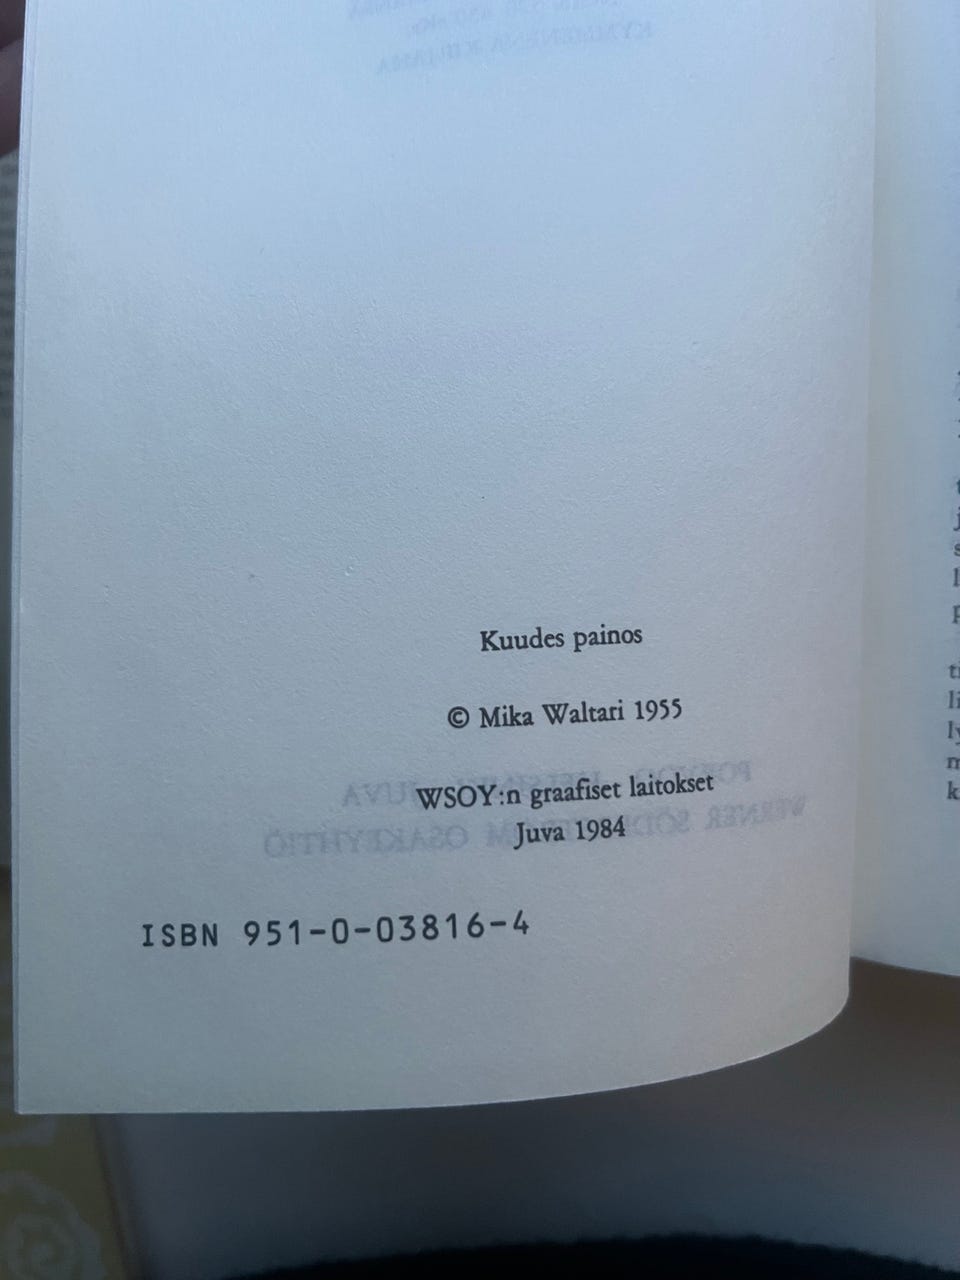 Kuudes painos
© Mika Waltari 1955
WSOY:n graafiset laitokset
Juva 1984
ISBN 951-0-03816-4